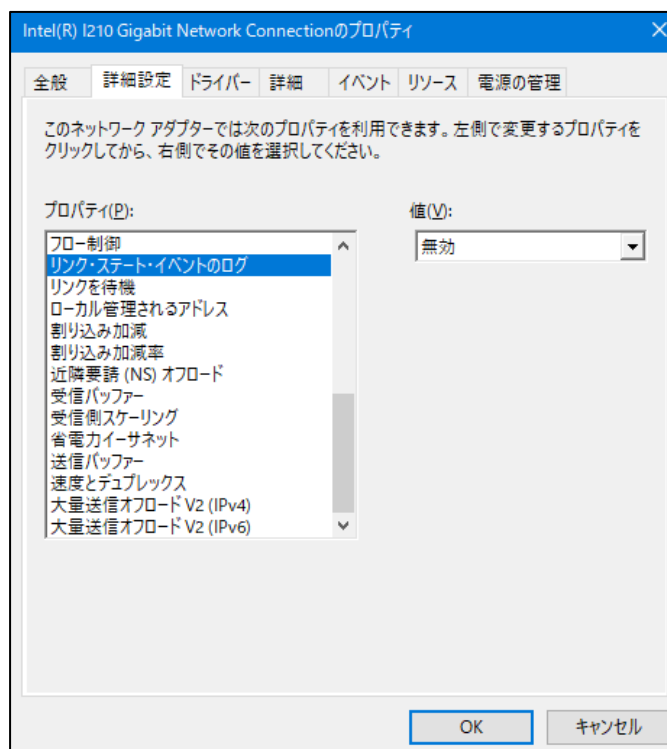 Intel(R) I210 Gigabit Network Connectionのプロパティ
全般 詳細設定 ドライバー 詳細 イベント リソース 電源の管理
このネットワーク アダプターでは次のプロパティを利用できます。左側で変更するプロパティを
クリックしてから、右側でその値を選択してください。
プロパティ(P):
フロー制御
リンク・ステート・イベントのログ
リンクを待機
ローカル管理されるアドレス
割り込み加減
割り込み加減率
近隣要請 (NS) オフロード
受信バッファー
受信側スケーリング
省電力イーサネット
送信バッファー
速度とデュプレックス
大量送信オフロード V2 (IPv4)
大量送信オフロード V2 (IPv6)
値(V):
無効
OK
キャンセル